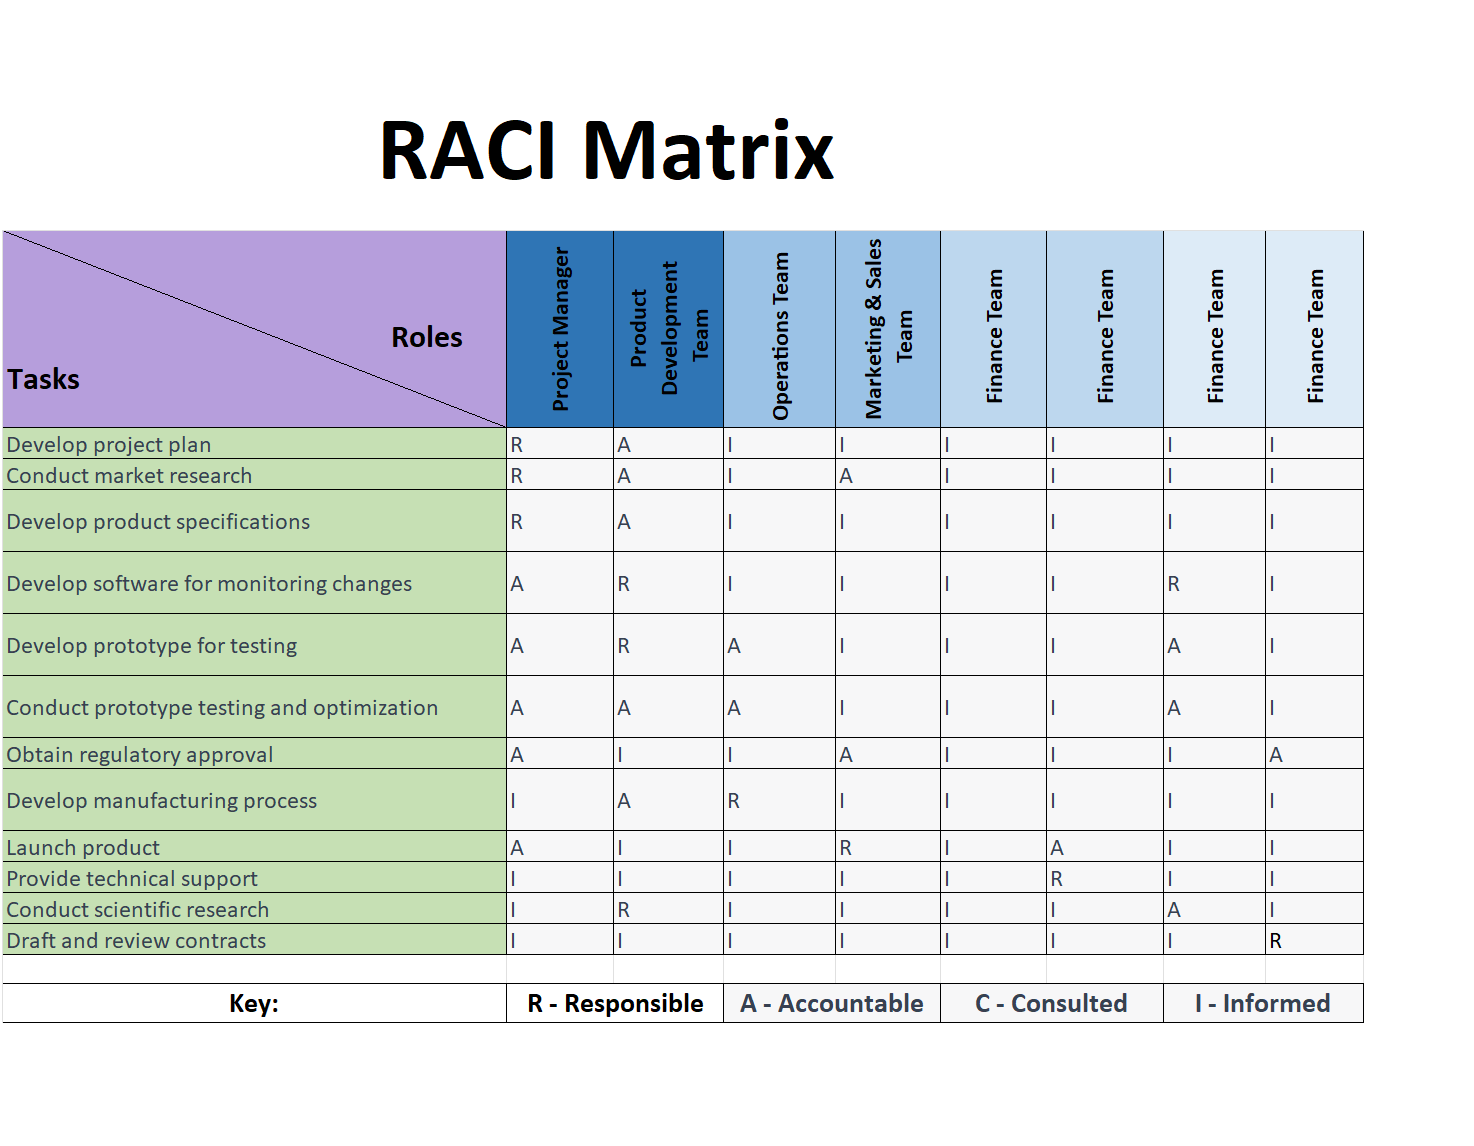 RACI Matrix
Roles
Tasks
Project Manager
Product
Development
Team
Operations Team
Marketing & Sales
Team
Finance Team
Finance Team
Finance Team
Finance Team
Develop project plan R A I I I I I I
Conduct market research R A I A I I I I
Develop product specifications R A I I I I I I
Develop software for monitoring changes A R I I I I R I
Develop prototype for testing A R A I I I A I
Conduct prototype testing and optimization A A A I I I A I
Obtain regulatory approval A I I A I I I A
Develop manufacturing process I A R I I I I I
Launch product A I I R I A I I
Provide technical support I I I I I R I I
Conduct scientific research I R I I I I A I
Draft and review contracts I I I I I I I R
Key: R - Responsible A - Accountable C - Consulted I - Informed